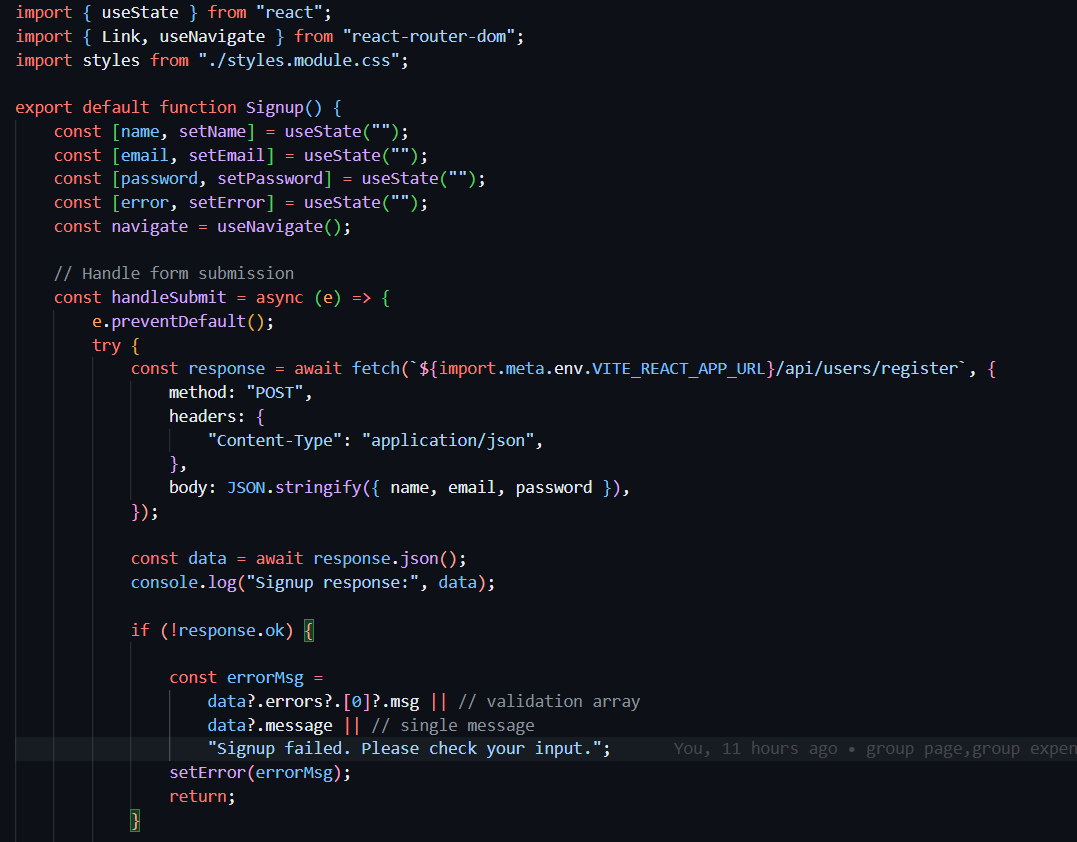 import { useState } from "react";
import { Link, useNavigate } from "react-router-dom";
import styles from "./styles.module.css";
export default function Signup() {
const [name, setName] = useState("");
const [email, setEmail] = useState("");
const [password, setPassword] = useState("");
const [error, setError] = useState("");
const navigate = useNavigate();
// Handle form submission
const handleSubmit = async (e) => {
e.preventDefault();
try {
const response = await fetch(`${import.meta.env.VITE_REACT_APP_URL}/api/users/register`, {
method: "POST",
headers: {
"Content-Type": "application/json",
},
body: JSON.stringify({ name, email, password }),
});
const data = await response.json();
console.log("Signup response:", data);
if (!response.ok) {
const errorMsg =
data?.errors?.[0]?.msg || // validation array
data?.message || // single message
"Signup failed. Please check your input."; You, 11 hours ago • group page,group expen
setError(errorMsg);
return;
}